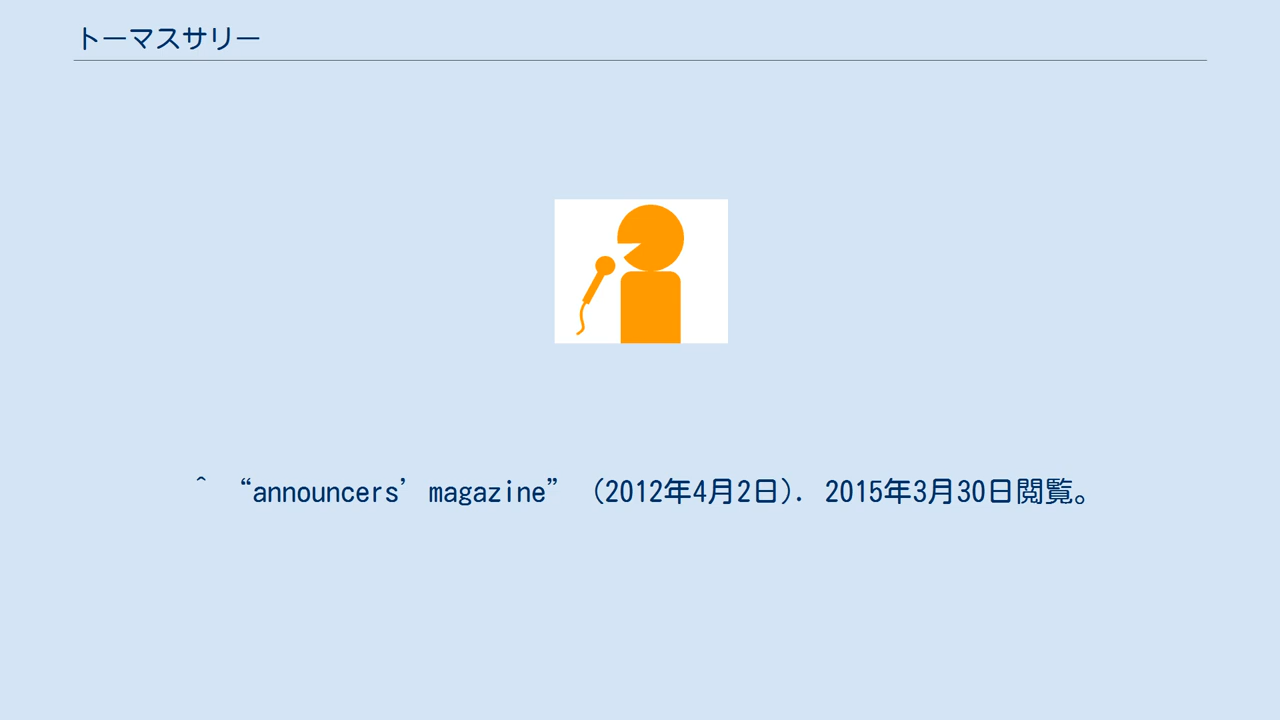 トーマスサリー
^ “announcers’ magazine” (2012年4月2日). 2015年3月30日閲覧。